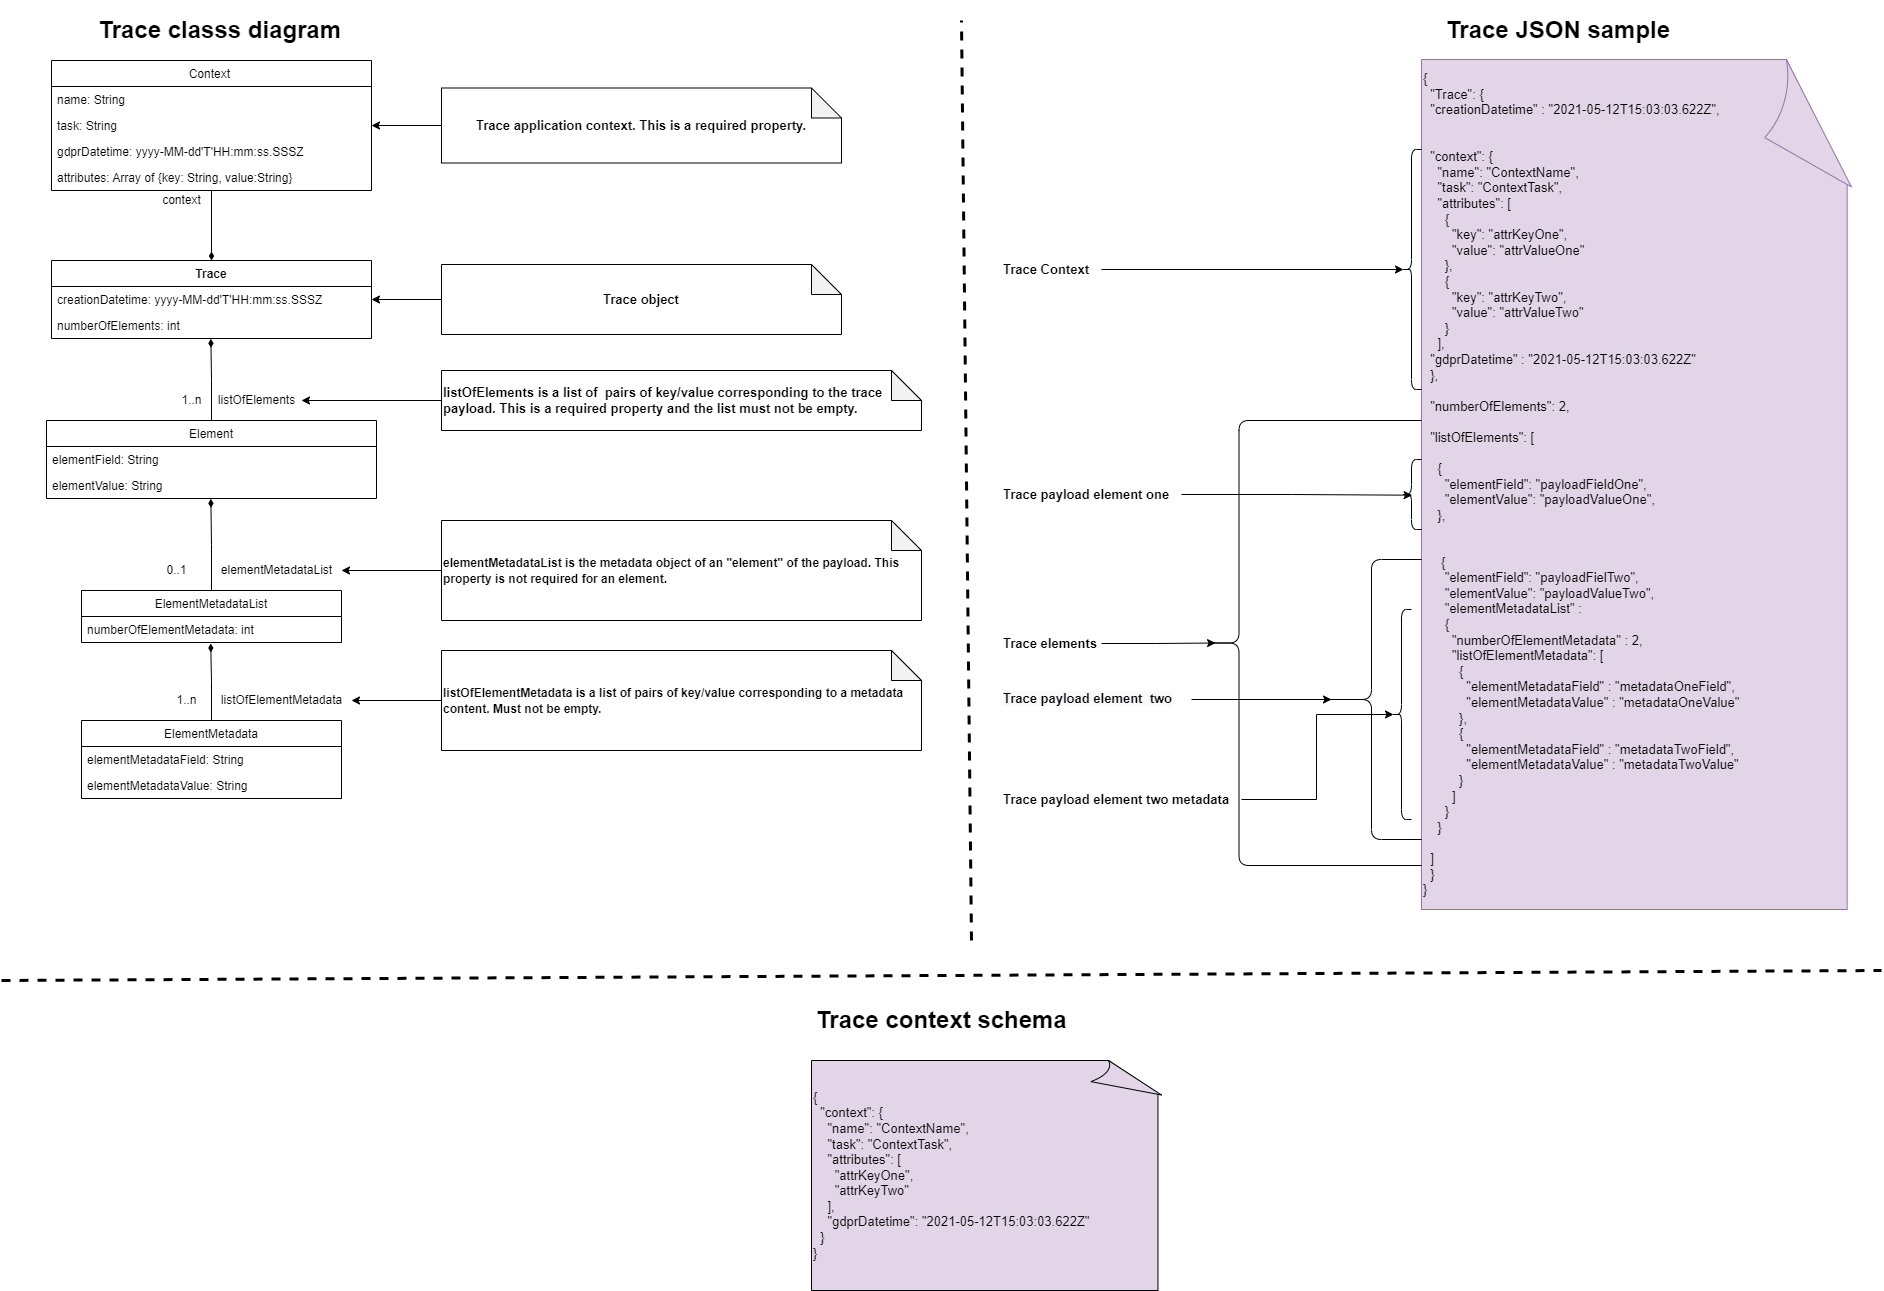 Trace classs diagram
Context
name: String
task: String
gdprDatetime: yyyy-MM-dd'T'HH:mm:ss.SSSZ
attributes: Array of {key: String, value:String}
context
Trace application context. This is a required property.
Trace
creationDatetime: yyyy-MM-dd'T'HH:mm:ss.SSSZ
numberOfElements: int
Trace object
1..n listOfElements
listOfElements is a list of  pairs of key/value corresponding to the trace
payload. This is a required property and the list must not be empty.
Element
elementField: String
elementValue: String
0..1 elementMetadataList
elementMetadataList is the metadata object of an "element" of the payload. This
property is not required for an element.
ElementMetadataList
numberOfElementMetadata: int
1..n listOfElementMetadata
listOfElementMetadata is a list of pairs of key/value corresponding to a metadata
content. Must not be empty.
ElementMetadata
elementMetadataField: String
elementMetadataValue: String
Trace JSON sample
Trace Context
Trace payload element one
Trace elements
Trace payload element  two
Trace payload element two metadata
{
"Trace": {
"creationDatetime" : "2021-05-12T15:03:03.622Z",
"context": {
"name": "ContextName",
"task": "ContextTask",
"attributes": [
{
"key": "attrKeyOne",
"value": "attrValueOne"
},
{
"key": "attrKeyTwo",
"value": "attrValueTwo"
}
],
"gdprDatetime" : "2021-05-12T15:03:03.622Z"
},
"numberOfElements": 2,
"listOfElements": [
{
"elementField": "payloadFieldOne",
"elementValue": "payloadValueOne",
},
{
"elementField": "payloadFielTwo",
"elementValue": "payloadValueTwo",
"elementMetadataList" :
{
"numberOfElementMetadata" : 2,
"listOfElementMetadata": [
{
"elementMetadataField" : "metadataOneField",
"elementMetadataValue" : "metadataOneValue"
},
{
"elementMetadataField" : "metadataTwoField",
"elementMetadataValue" : "metadataTwoValue"
}
]
}
}
]
}
}
Trace context schema
{
"context": {
"name": "ContextName",
"task": "ContextTask",
"attributes": [
"attrKeyOne",
"attrKeyTwo"
],
"gdprDatetime": "2021-05-12T15:03:03.622Z"
}
}